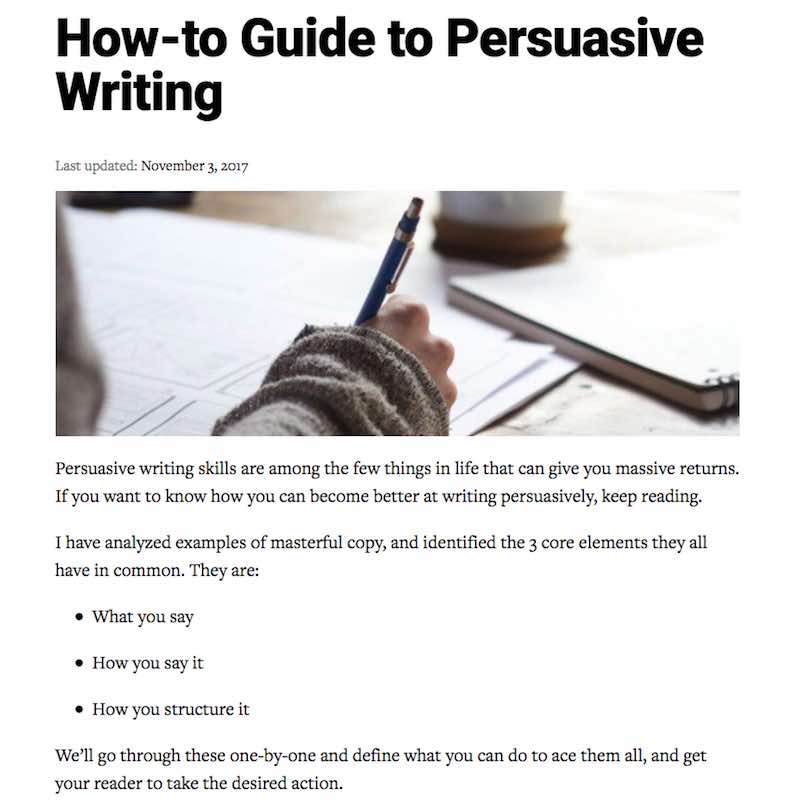 How-to Guide to Persuasive
Writing
Last updated: November 3, 2017
Persuasive writing skills are among the few things in life that can give you massive returns.
If you want to know how you can become better at writing persuasively, keep reading.
I have analyzed examples of masterful copy, and identified the 3 core elements they all
have in common. They are:
• What you say
• How you say it
• How you structure it
We’ll go through these one-by-one and define what you can do to ace them all, and get
your reader to take the desired action.